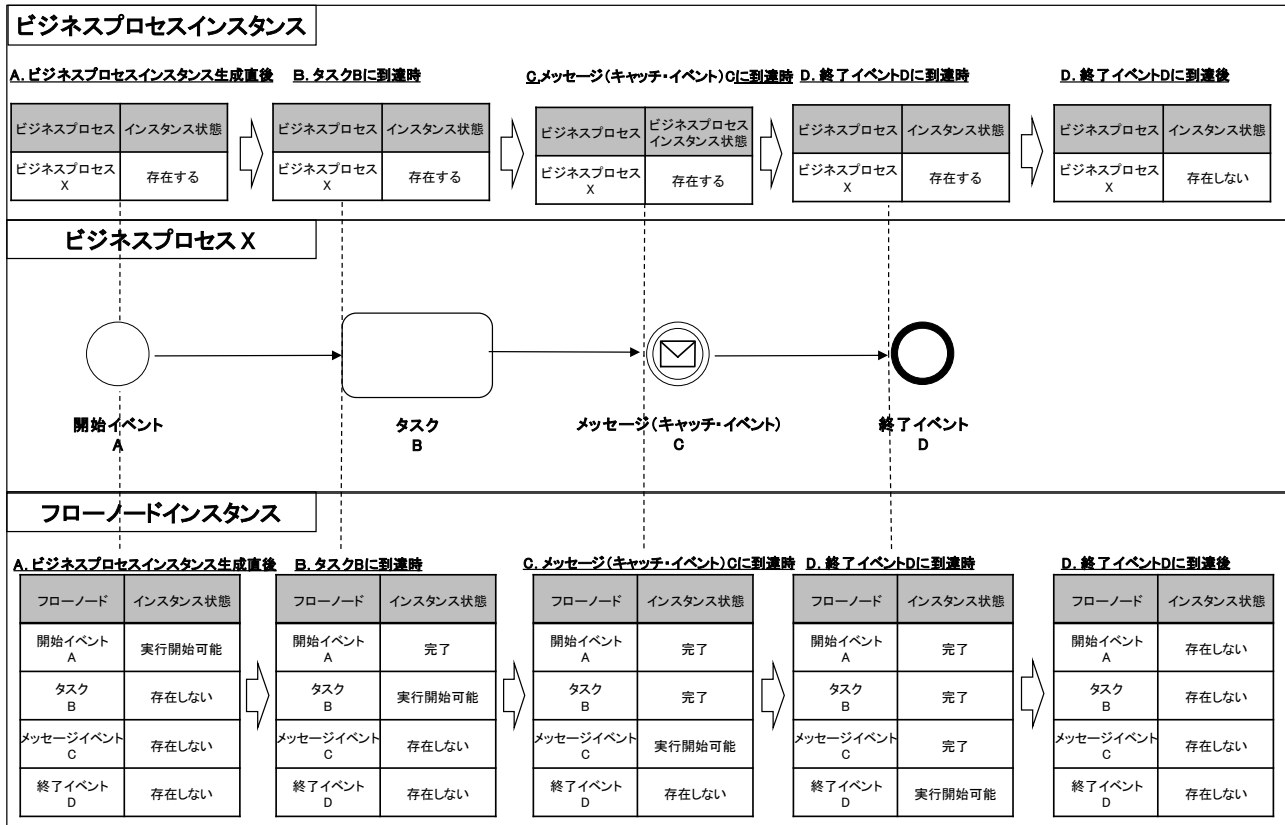 ビジネスプロセスインスタンス
A. ビジネスプロセスインスタンス生成直後
ビジネスプロセス インスタンス状態
ビジネスプロセス
X
存在する
B. タスクBに到達時
ビジネスプロセス インスタンス状態
ビジネスプロセス
X
存在する
C.メッセージ(キャッチ・イベント)Cに到達時
ビジネスプロセス
ビジネスプロセス
インスタンス状態
ビジネスプロセス
X
存在する
D. 終了イベントDに到達時
ビジネスプロセス インスタンス状態
ビジネスプロセス
X
存在する
D. 終了イベントDに到達後
ビジネスプロセス インスタンス状態
ビジネスプロセス
X
存在しない
ビジネスプロセス X
開始イベント
A
タスク
B
メッセージ(キャッチ・イベント)
C
終了イベント
D
フローノードインスタンス
A. ビジネスプロセスインスタンス生成直後
フローノード インスタンス状態
開始イベント
A
実行開始可能
タスク
B
存在しない
メッセージイベント
C
存在しない
終了イベント
D
存在しない
B. タスクBに到達時
フローノード インスタンス状態
開始イベント
A
完了
タスク
B
実行開始可能
メッセージイベント
C
存在しない
終了イベント
D
存在しない
C. メッセージ(キャッチ・イベント)Cに到達時
フローノード インスタンス状態
開始イベント
A
完了
タスク
B
完了
メッセージイベント
C
実行開始可能
終了イベント
D
存在しない
D. 終了イベントDに到達時
フローノード インスタンス状態
開始イベント
A
完了
タスク
B
完了
メッセージイベント
C
完了
終了イベント
D
実行開始可能
D. 終了イベントDに到達後
フローノード インスタンス状態
開始イベント
A
存在しない
タスク
B
存在しない
メッセージイベント
C
存在しない
終了イベント
D
存在しない